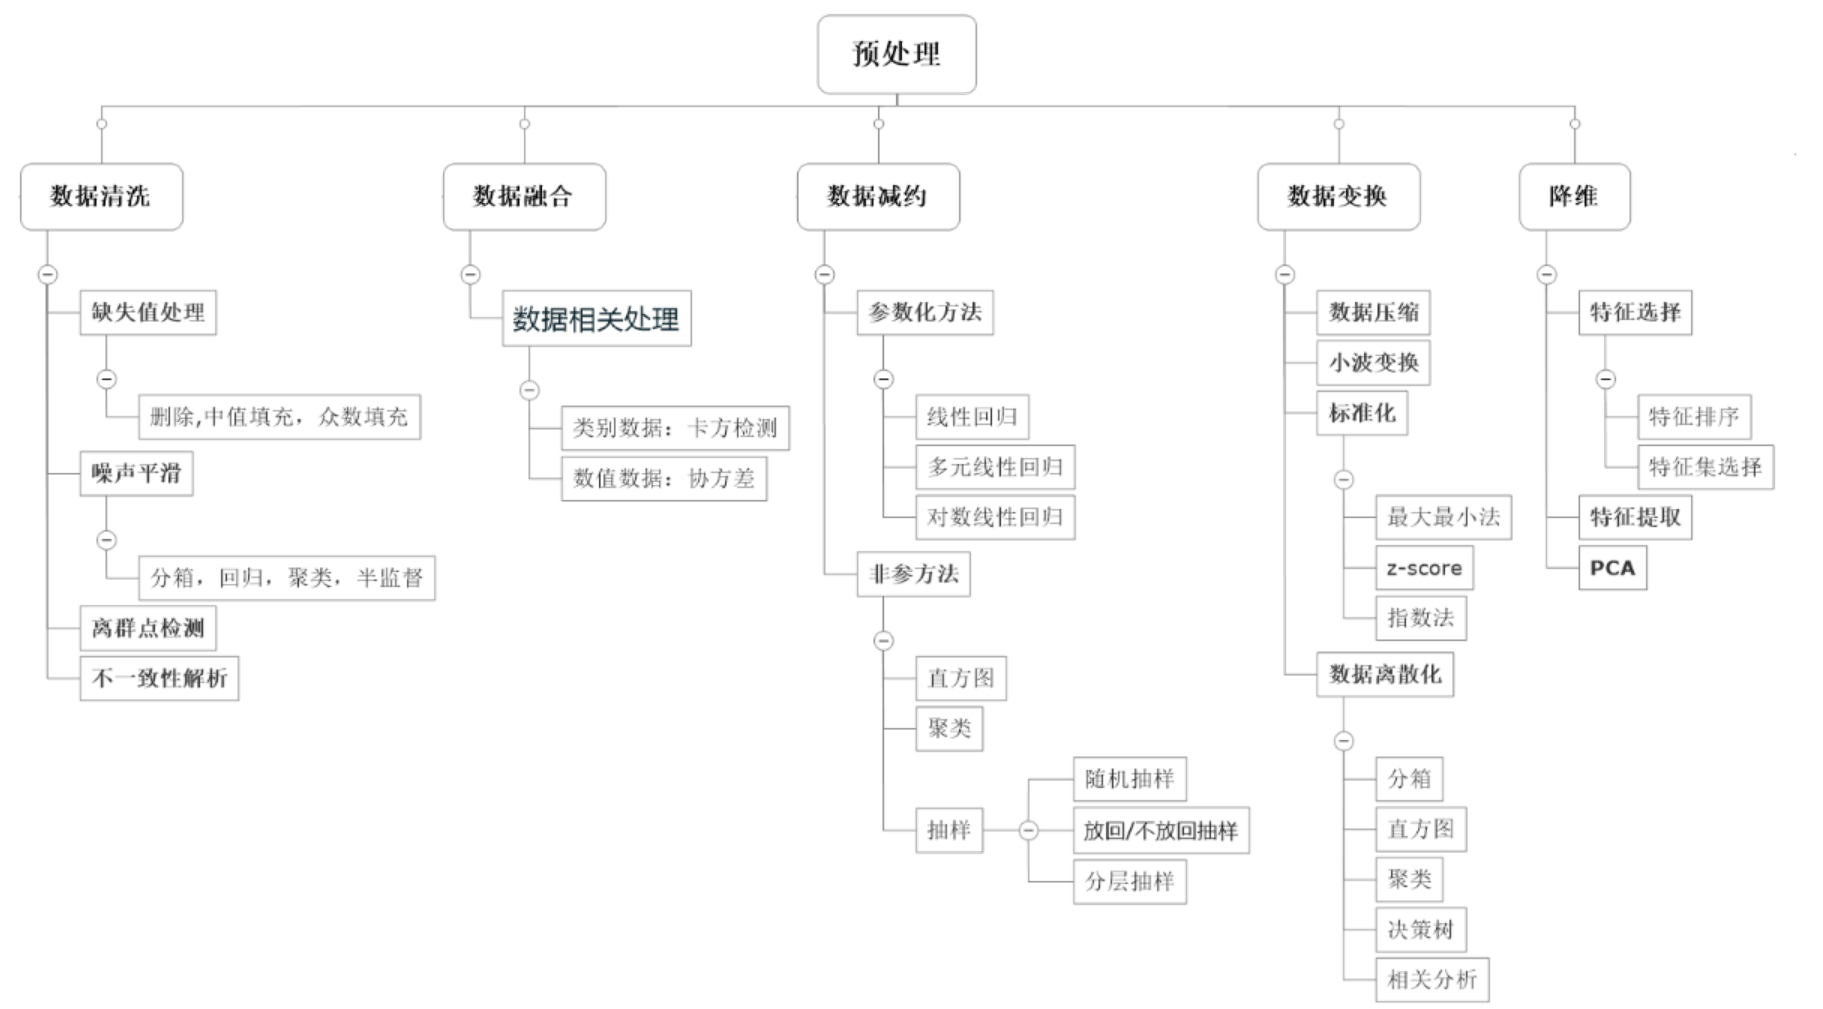 预处理
数据清洗
缺失值处理
删除,中值填充，众数填充
噪声平滑
分箱，回归，聚类，半监督
离群点检测
不一致性解析
数据融合
数据相关处理
类别数据：卡方检测
数值数据：协方差
数据减约
参数化方法
线性回归
多元线性回归
对数线性回归
非参方法
直方图
聚类
抽样
随机抽样
放回/不放回抽样
分层抽样
数据变换
数据压缩
小波变换
标准化
最大最小法
z-score
指数法
数据离散化
分箱
直方图
聚类
决策树
相关分析
降维
特征选择
特征排序
特征集选择
特征提取
PCA